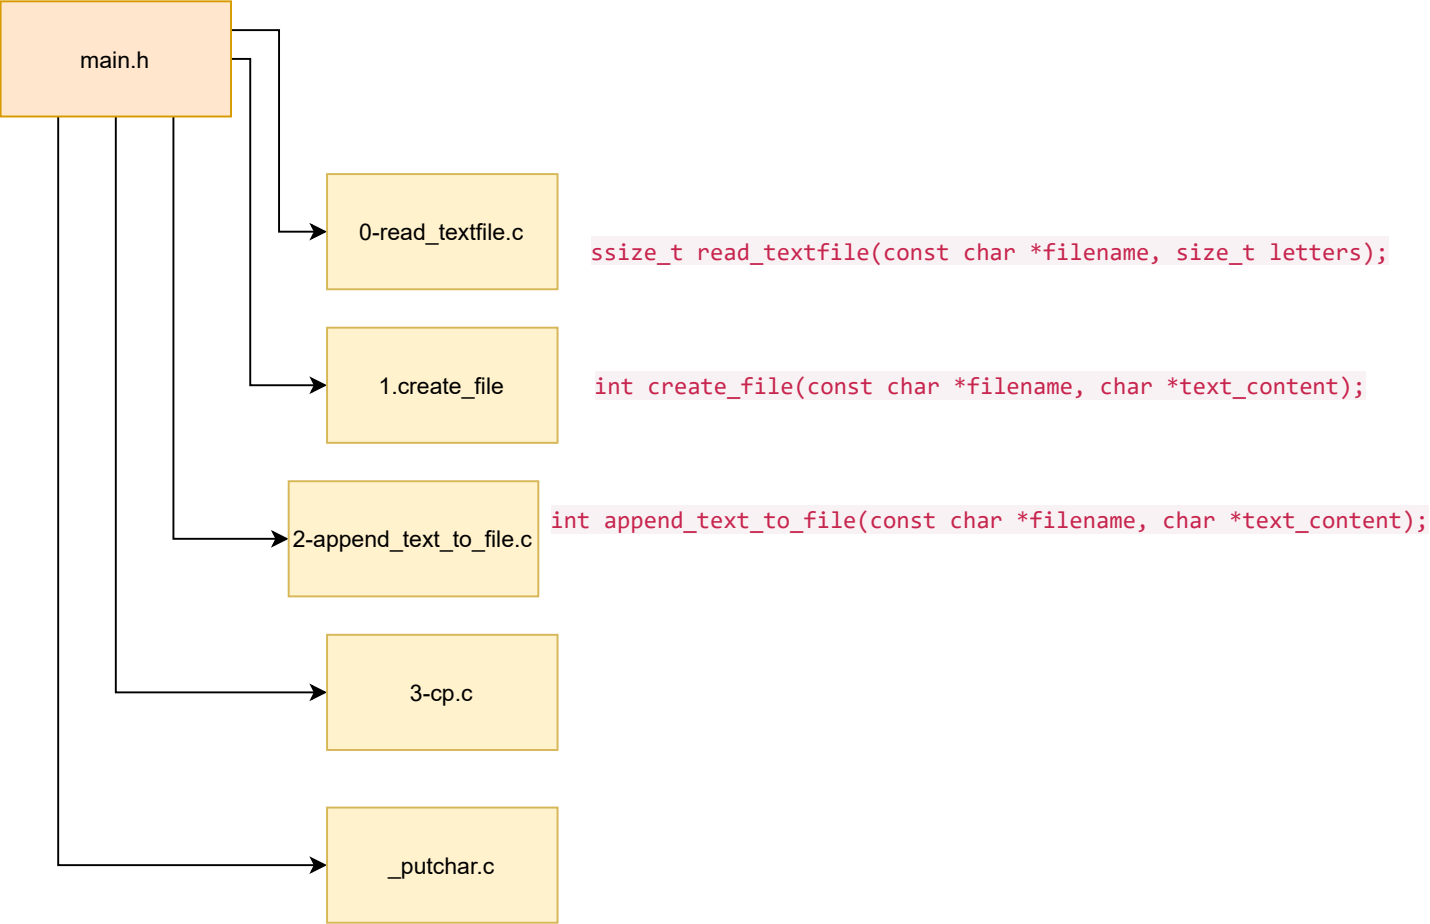 main.h
0-read_textfile.c
ssize_t read_textfile(const char *filename, size_t letters);
1.create_file
int create_file(const char *filename, char *text_content);
2-append_text_to_file.c
int append_text_to_file(const char *filename, char *text_content);
3-cp.c
_putchar.c